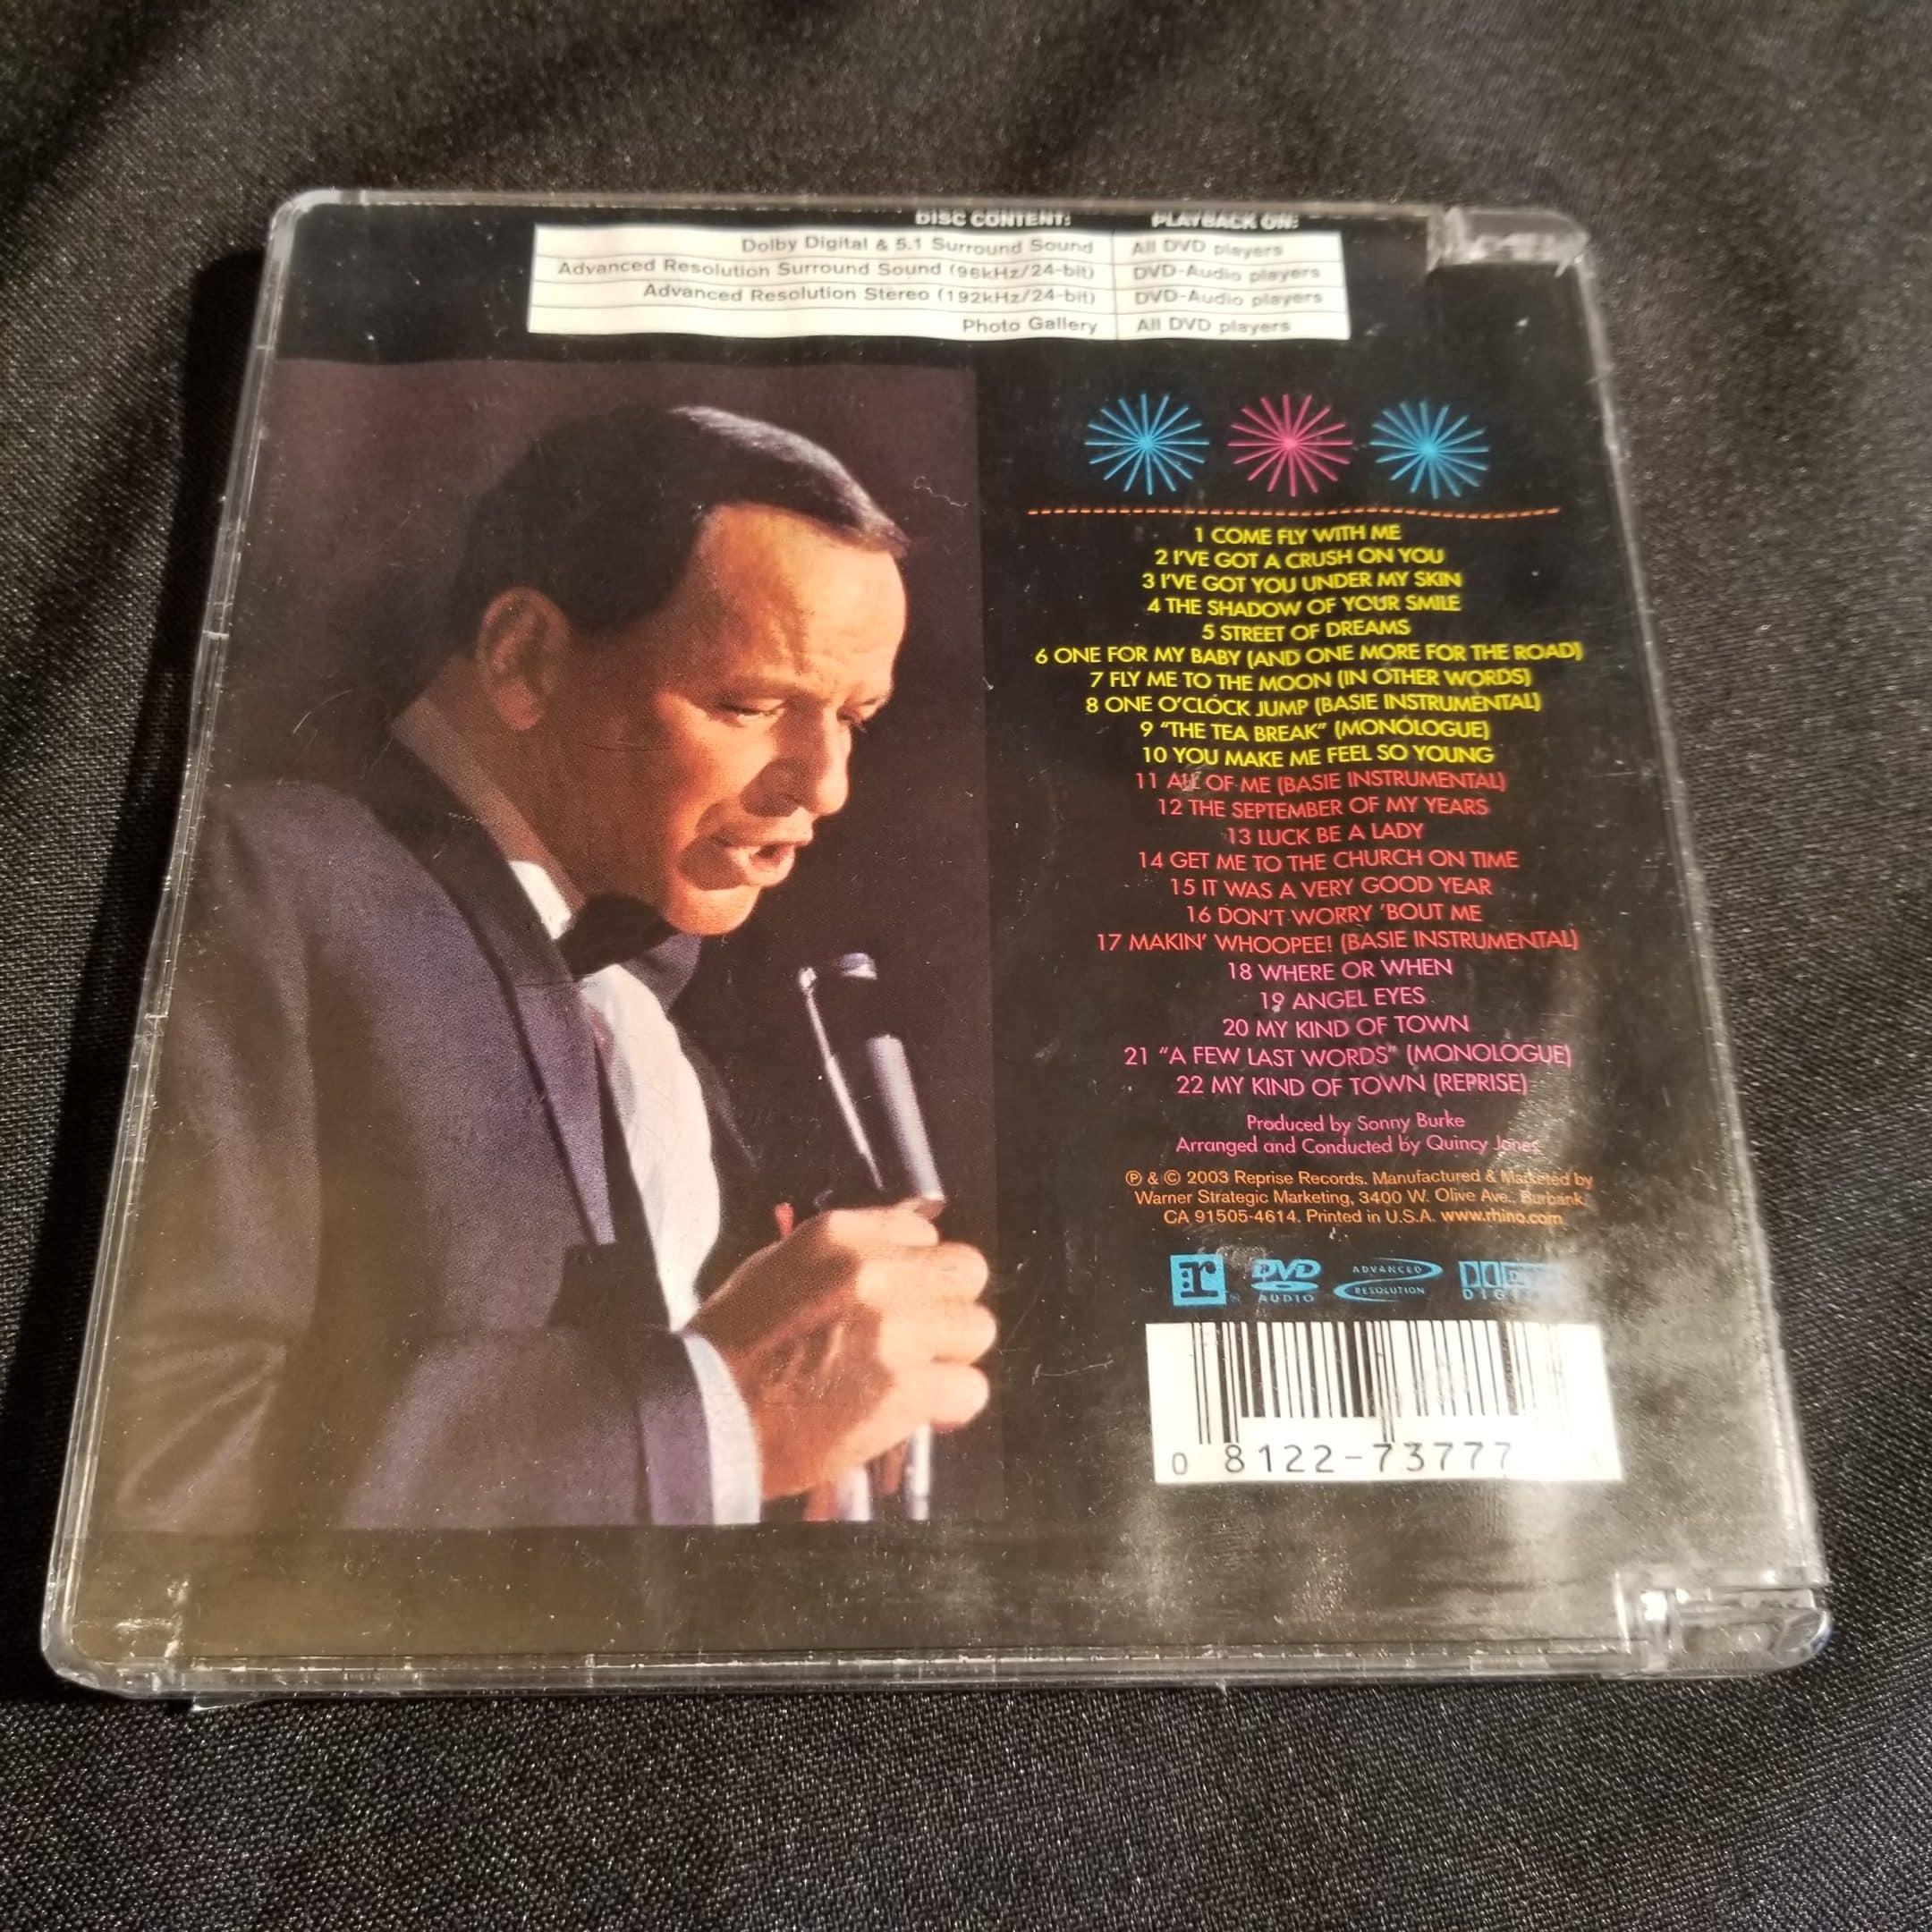 DISC CONTENT: PLAYBACK ON:
Dolby Digital & 5.1 Surround Sound All DVD players
Advanced Resolution Surround Sound (96kHz/24-bit) DVD-Audio players
Advanced Resolution Stereo (192kHz/24-bit) DVD-Audio players
Photo Gallery All DVD players
1 COME FLY WITH ME
2 I'VE GOT A CRUSH ON YOU
3 I'VE GOT YOU UNDER MY SKIN
4 THE SHADOW OF YOUR SMILE
5 STREET OF DREAMS
6 ONE FOR MY BABY (AND ONE MORE FOR THE ROAD)
7 FLY ME TO THE MOON (IN OTHER WORDS)
8 ONE O'CLOCK JUMP (BASIE INSTRUMENTAL)
9 "THE TEA BREAK" (MONOLOGUE)
10 YOU MAKE ME FEEL SO YOUNG
11 ALL OF ME (BASIE INSTRUMENTAL)
12 THE SEPTEMBER OF MY YEARS
13 LUCK BE A LADY
14 GET ME TO THE CHURCH ON TIME
15 IT WAS A VERY GOOD YEAR
16 DON'T WORRY 'BOUT ME
17 MAKIN' WHOOPEE! (BASIE INSTRUMENTAL)
18 WHERE OR WHEN
19 ANGEL EYES
20 MY KIND OF TOWN
21 "A FEW LAST WORDS" (MONOLOGUE)
22 MY KIND OF TOWN (REPRISE)
Produced by Sonny Burke
Arranged and Conducted by Quincy Jones
℗ & © 2003 Reprise Records. Manufactured & Marketed by
Warner Strategic Marketing, 3400 W. Olive Ave., Burbank,
CA 91505-4614. Printed in U.S.A. www.rhino.com
r DVD AUDIO ADVANCED RESOLUTION
0 8122-73777